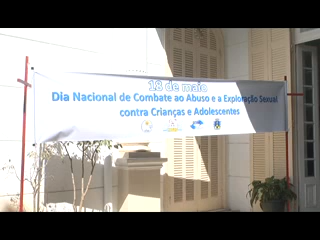 18 de maio
Dia Nacional de Combate ao Abuso e a Exploração Sexual
contra Crianças e Adolescentes